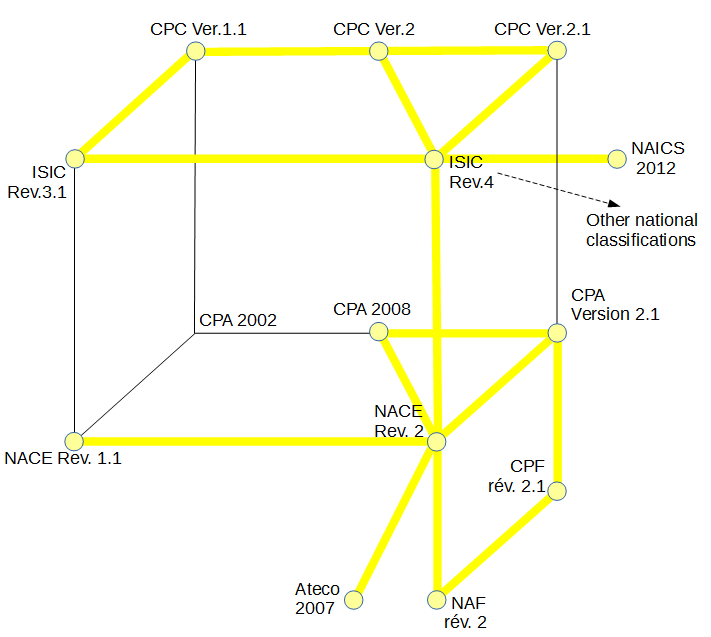 CPC Ver.1.1
CPC Ver.2
CPC Ver.2.1
ISIC
Rev.3.1
ISIC
Rev.4
NAICS
2012
Other national
classifications
CPA 2002
CPA 2008
CPA
Version 2.1
NACE Rev. 1.1
NACE
Rev. 2
CPF
rév. 2.1
Ateco
2007
NAF
rév. 2